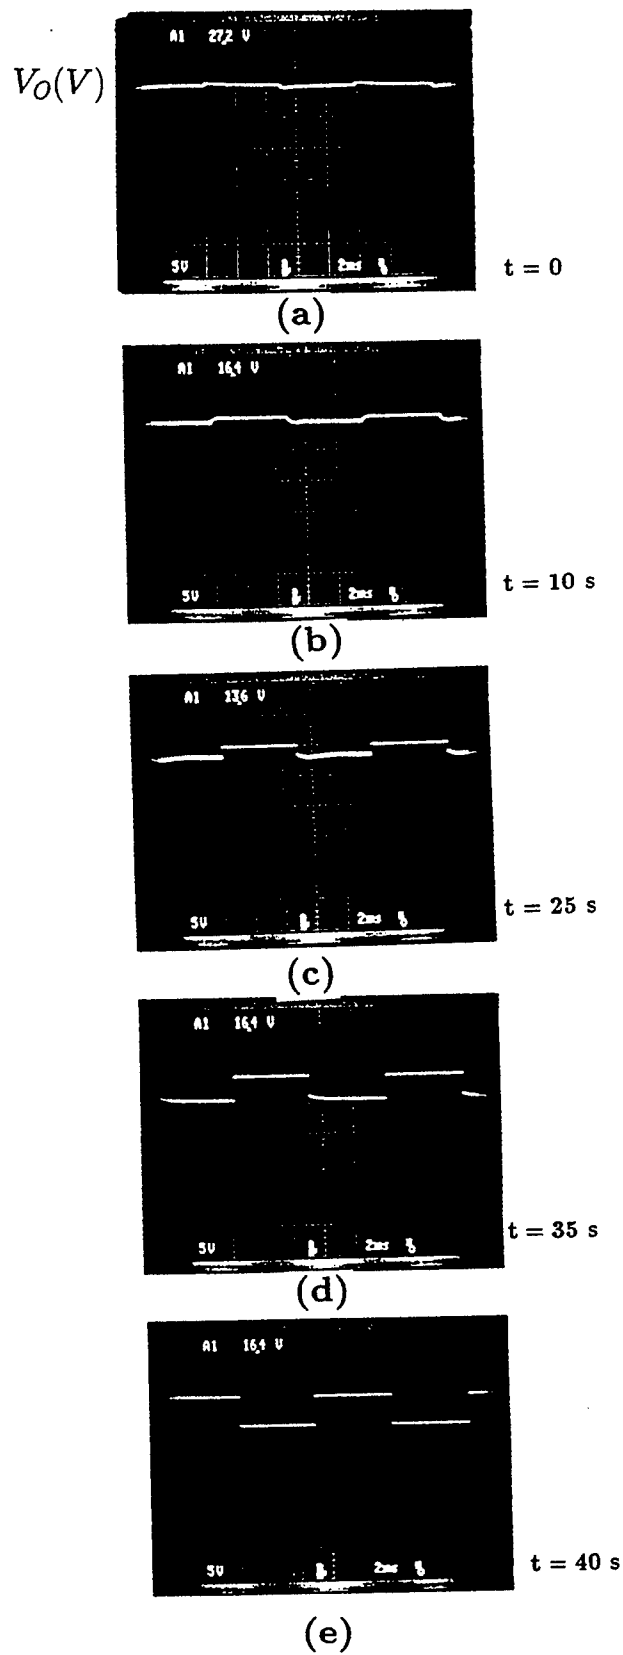 A1 27.2 V
V_O(V)
5V 2ms
t = 0
(a)
A1 16.4 V
5V 2ms
t = 10 s
(b)
A1 13.6 V
5V 2ms
t = 25 s
(c)
A1 16.4 V
5V 2ms
t = 35 s
(d)
A1 16.4 V
5V 2ms
t = 40 s
(e)